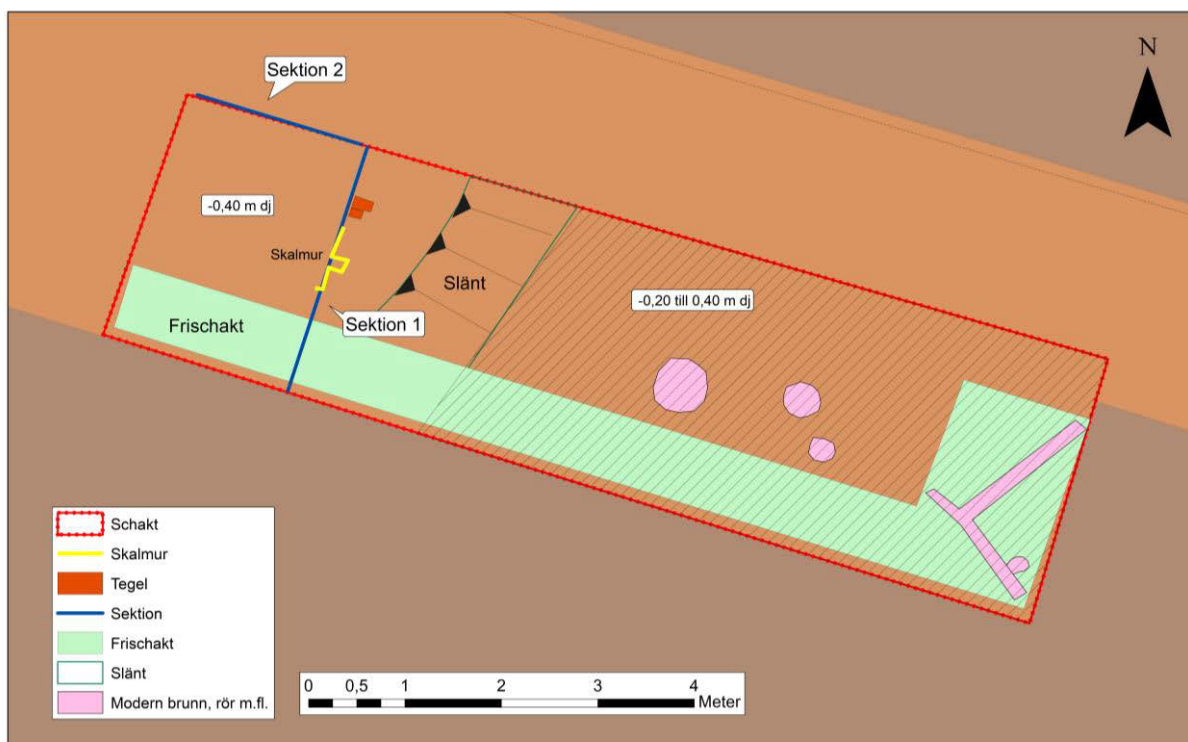 N
Sektion 2
-0,40 m dj
Skalmur
Slänt
-0,20 till 0,40 m dj
Frischakt
Sektion 1
Schakt
Skalmur
Tegel
Sektion
Frischakt
Slänt
Modern brunn, rör m.fl.
0 0,5 1 2 3 4
Meter